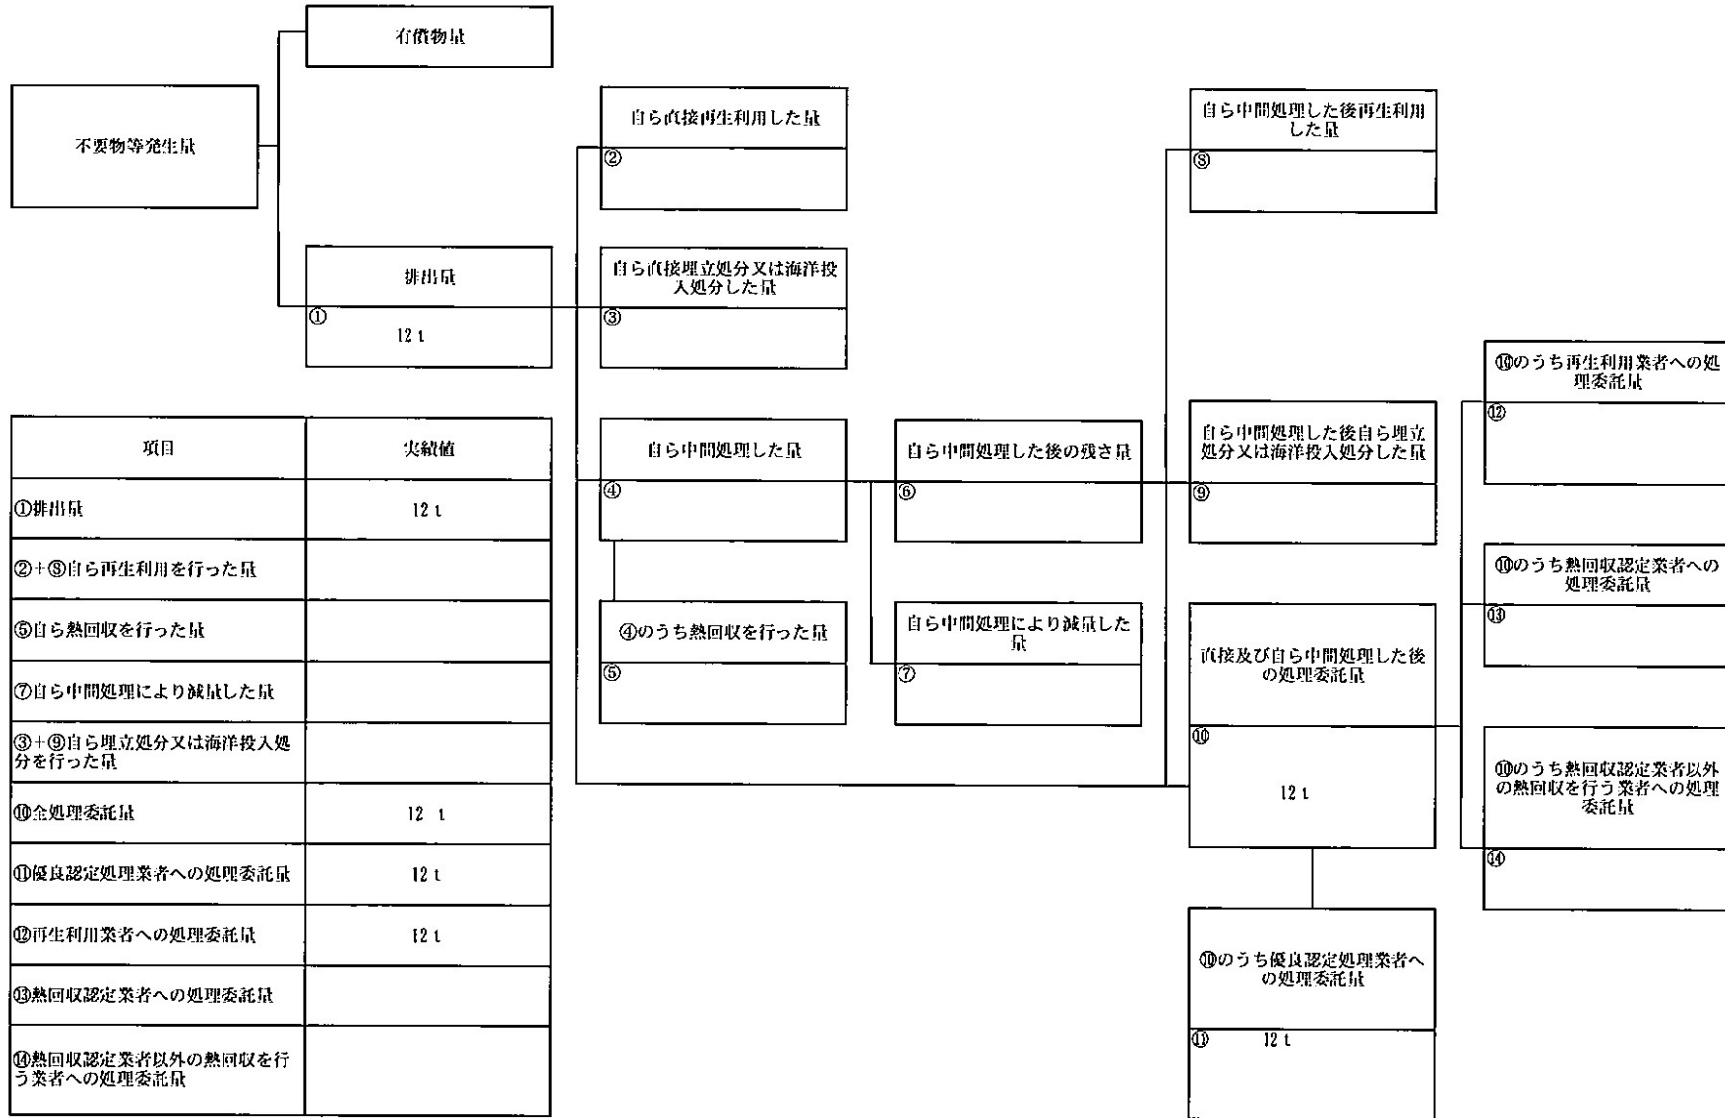 有償物量
不要物等発生量
自ら直接再生利用した量
②
自ら中間処理した後再生利用
した量
⑧
排出量
①
12 t
自ら直接埋立処分又は海洋投
入処分した量
③
項目 実績値
①排出量 12 t
②+⑧自ら再生利用を行った量
⑤自ら熱回収を行った量
⑦自ら中間処理により減量した量
③+⑨自ら埋立処分又は海洋投入処
分を行った量
⑩全処理委託量 12 t
⑪優良認定処理業者への処理委託量 12 t
⑫再生利用業者への処理委託量 12 t
⑬熱回収認定業者への処理委託量
⑭熱回収認定業者以外の熱回収を行
う業者への処理委託量
自ら中間処理した量
④
④のうち熱回収を行った量
⑤
自ら中間処理した後の残さ量
⑥
自ら中間処理により減量した
量
⑦
自ら中間処理した後自ら埋立
処分又は海洋投入処分した量
⑨
直接及び自ら中間処理した後
の処理委託量
⑩
12 t
⑩のうち優良認定処理業者へ
の処理委託量
⑪ 12 t
⑩のうち再生利用業者への処
理委託量
⑫
⑩のうち熱回収認定業者への
処理委託量
⑬
⑩のうち熱回収認定業者以外
の熱回収を行う業者への処理
委託量
⑭